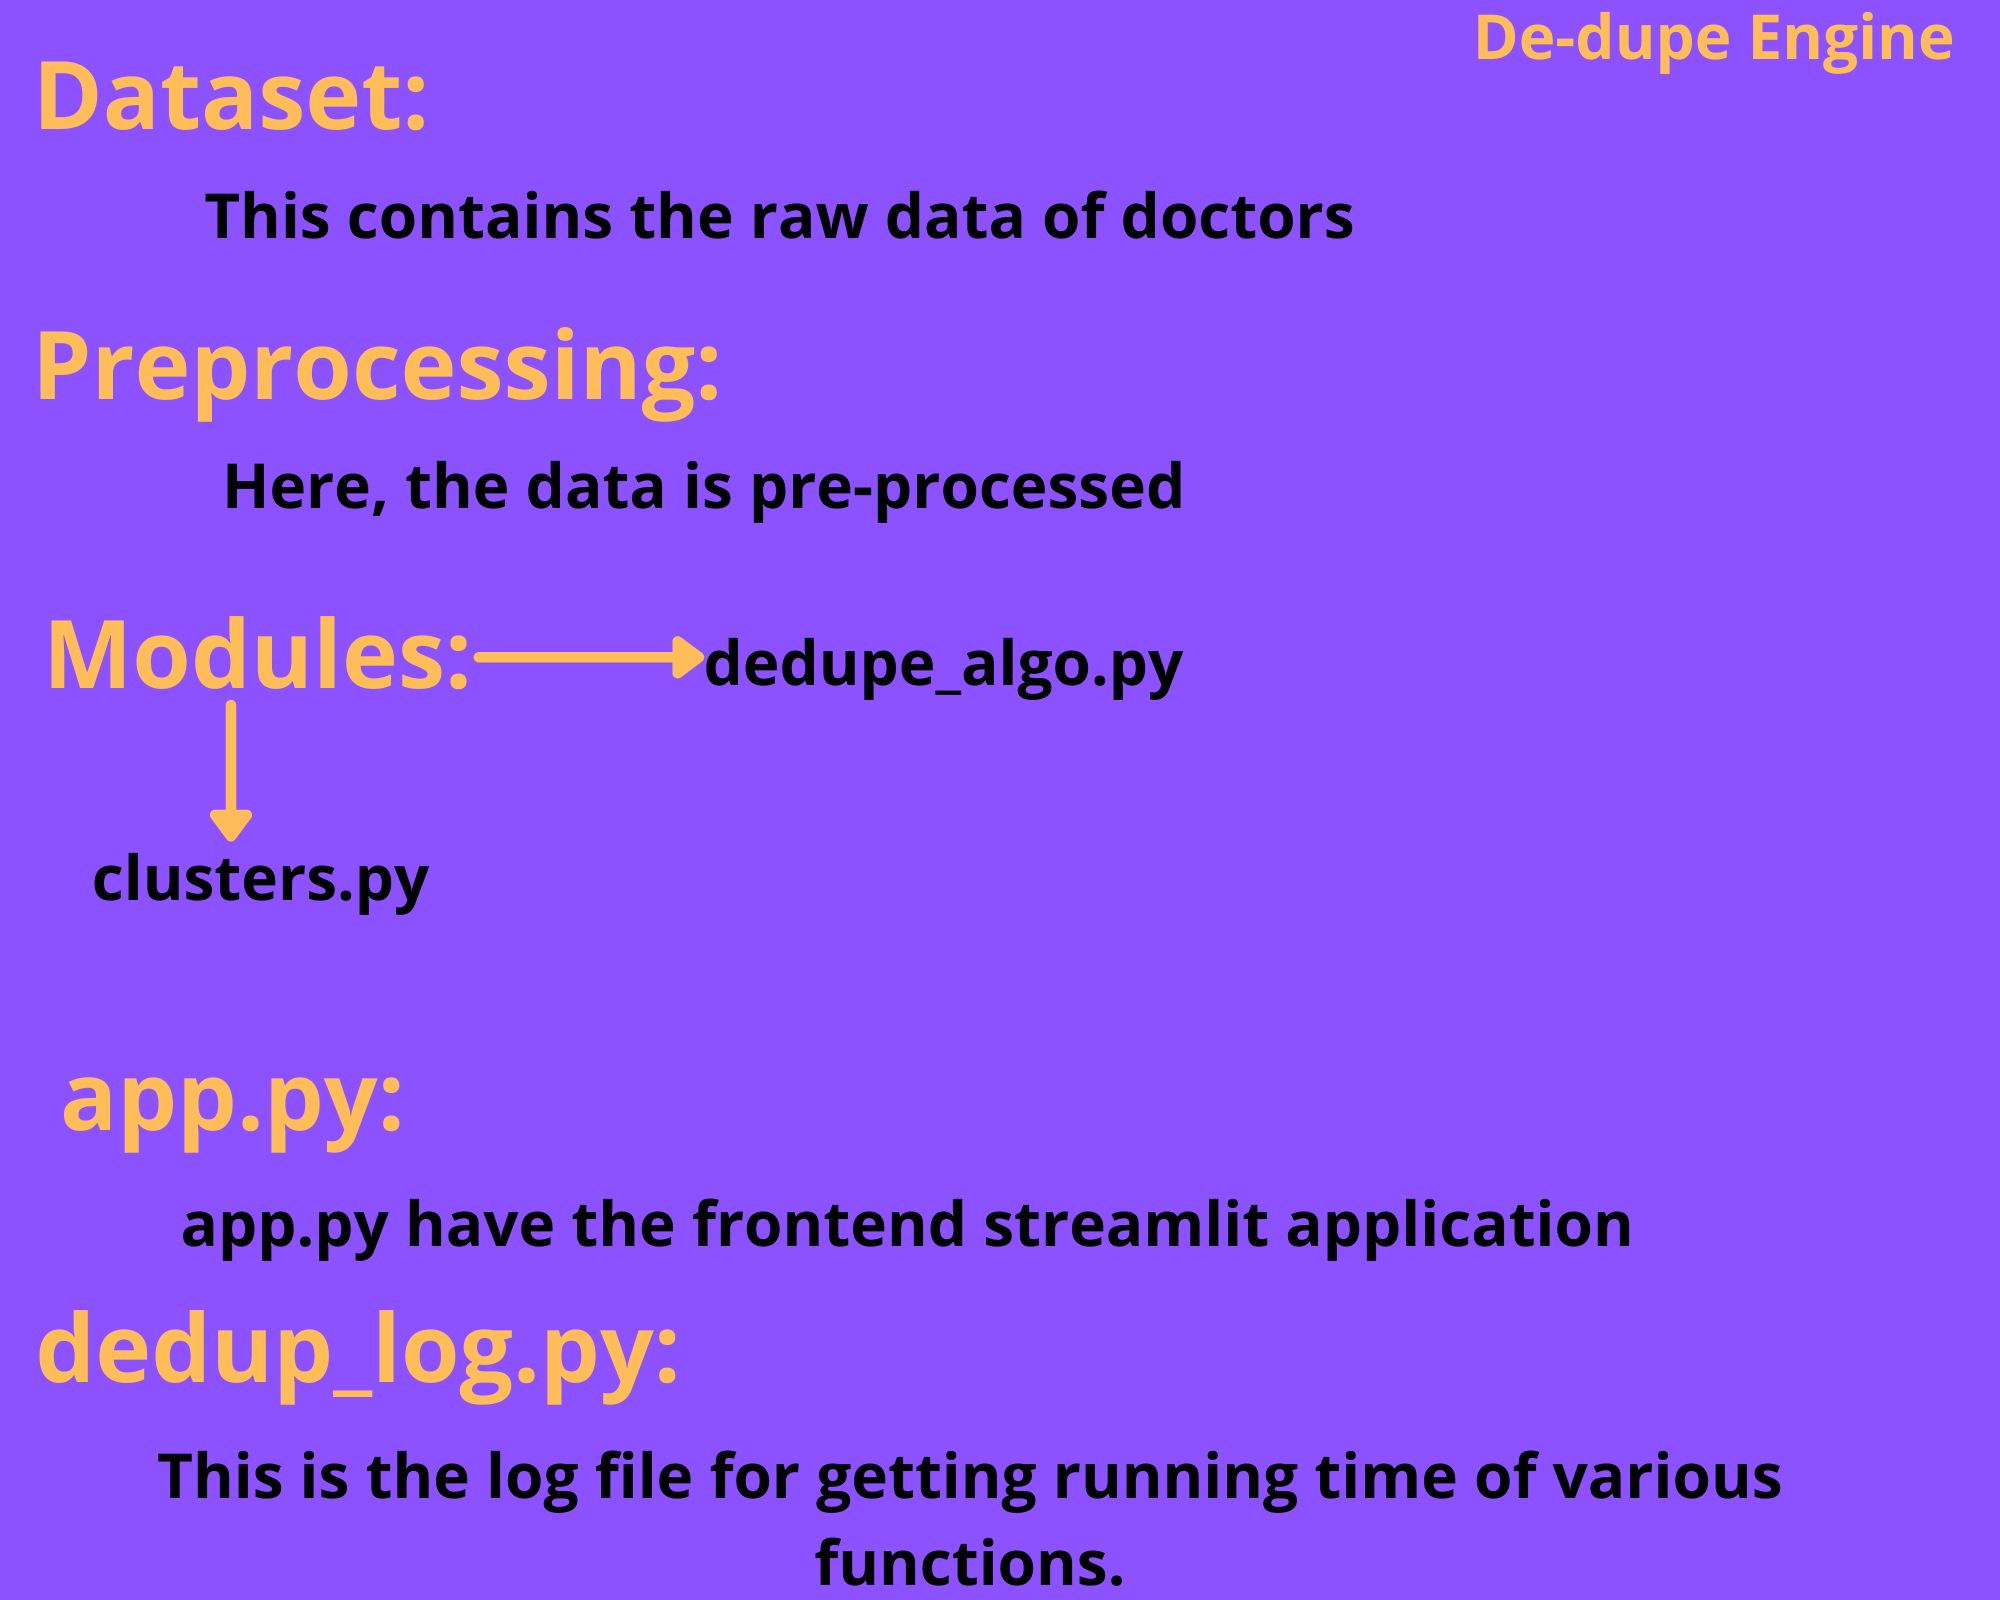 De-dupe Engine
Dataset:
This contains the raw data of doctors
Preprocessing:
Here, the data is pre-processed
Modules:
dedupe_algo.py
clusters.py
app.py:
app.py have the frontend streamlit application
dedup_log.py:
This is the log file for getting running time of various
functions.